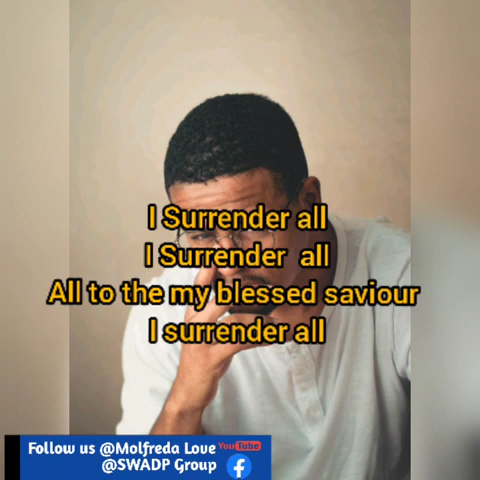 I Surrender all
I Surrender all
All to the my blessed saviour
I surrender all
Follow us @Molfreda Love YouTube
@SWADP Group f